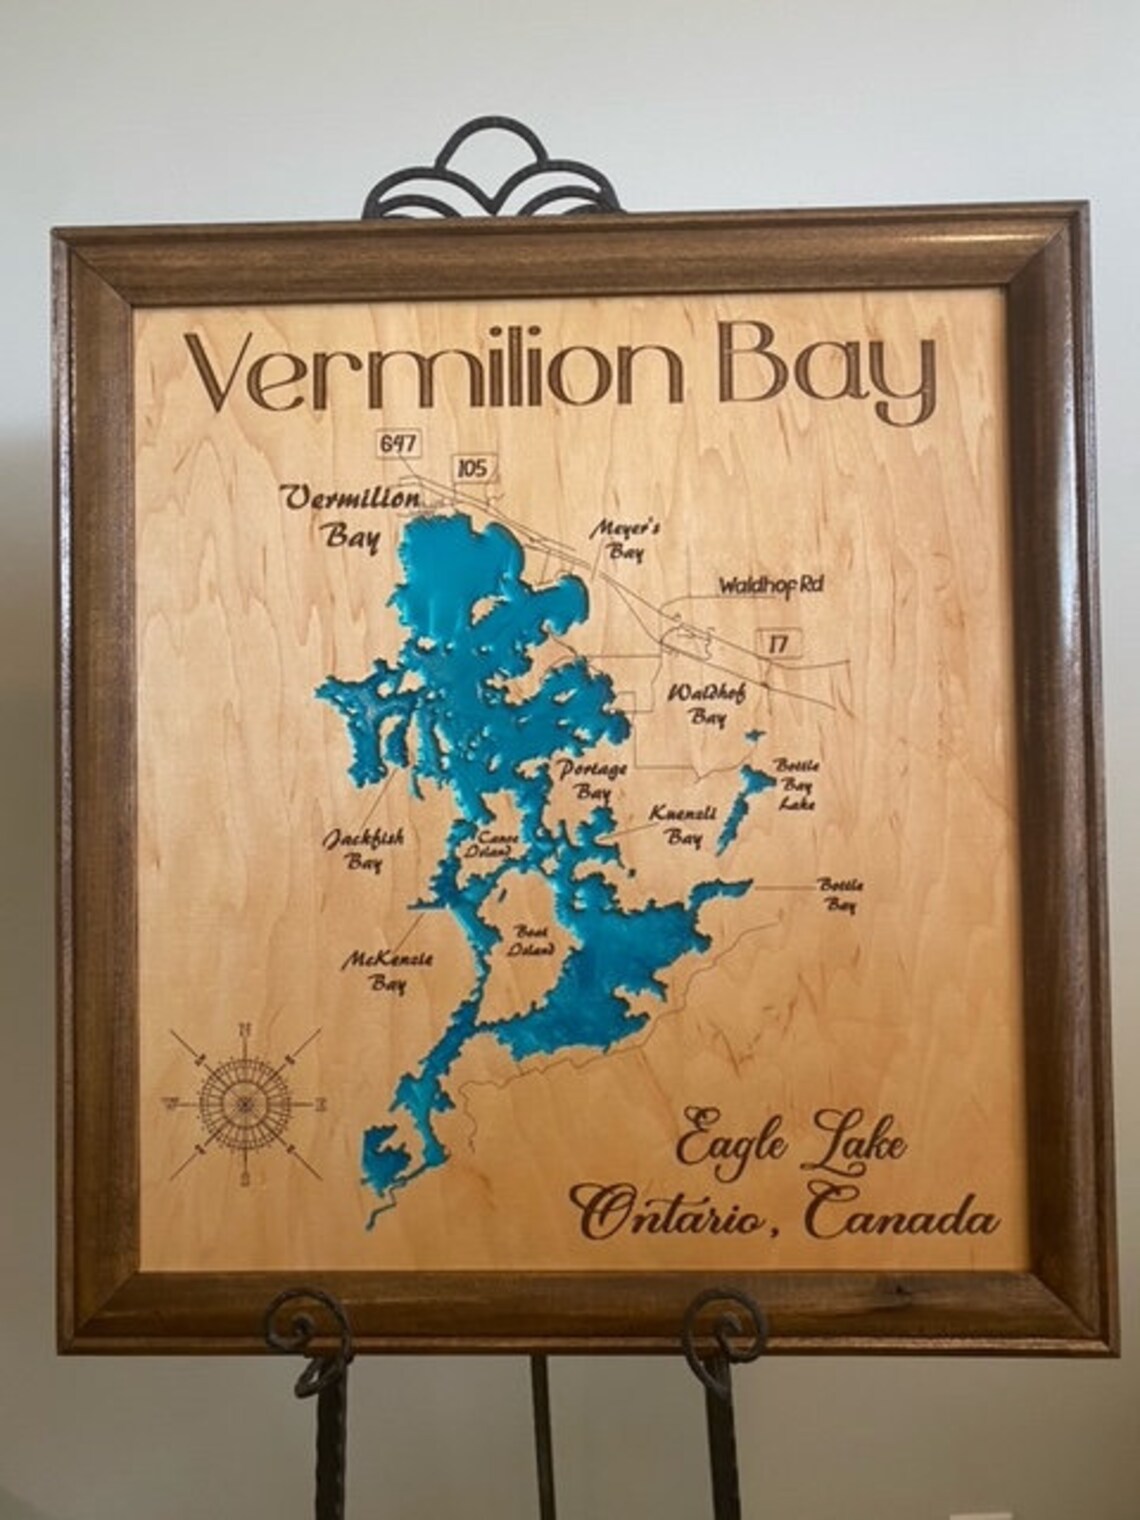 Vermilion Bay
647
105
Vermilion
Bay
Meyer's
Bay
Waldhof Rd
17
Waldhof
Bay
Portage
Bay
Bottle
Bay
Lake
Kuenzli
Bay
Jackfish
Bay
Canoe
Island
Bottle
Bay
Boat
Island
McKenzie
Bay
N
Eagle Lake
Ontario, Canada